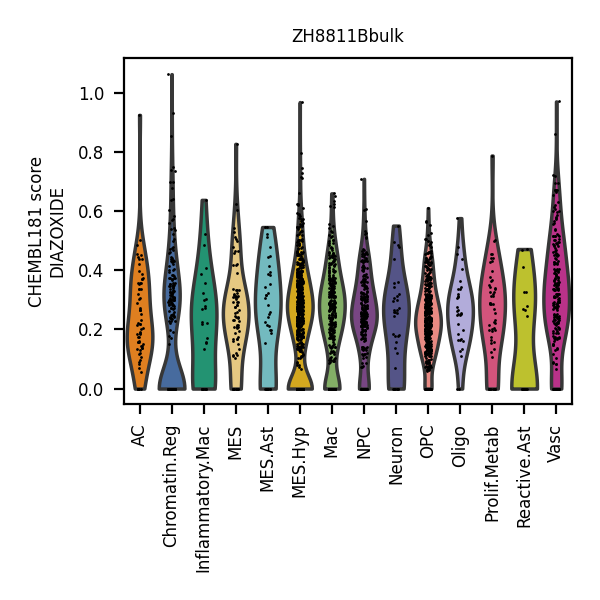 ZH8811Bbulk
CHEMBL181 score
DIAZOXIDE
1.0
0.8
0.6
0.4
0.2
0.0
AC
Chromatin.Reg
Inflammatory.Mac
MES
MES.Ast
MES.Hyp
Mac
NPC
Neuron
OPC
Oligo
Prolif.Metab
Reactive.Ast
Vasc